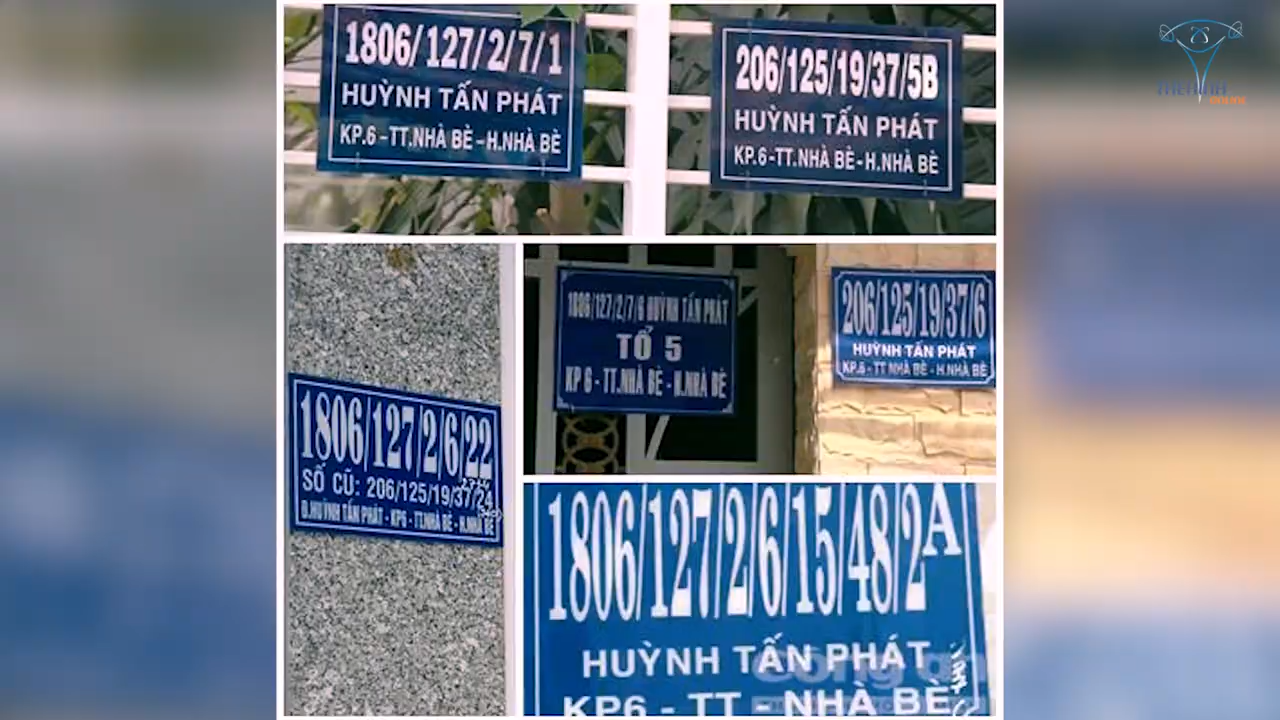 1806/127/2/7/1
HUỲNH TẤN PHÁT
KP.6 - TT.NHÀ BÈ - H.NHÀ BÈ
206/125/19/37/5B
HUỲNH TẤN PHÁT
KP.6 - TT.NHÀ BÈ - H.NHÀ BÈ
1806/127/2/6/22
SỐ CŨ: 206/125/19/37/24
Đ.HUỲNH TẤN PHÁT - KP6 - TT.NHÀ BÈ - H.NHÀ BÈ
1806/127/2/7/6 HUỲNH TẤN PHÁT
TỔ 5
KP 6 - TT.NHÀ BÈ - H.NHÀ BÈ
206/125/19/37/6
HUỲNH TẤN PHÁT
KP.6 - TT NHÀ BÈ - H.NHÀ BÈ
1806/127/2/6/15/48/2A
HUỲNH TẤN PHÁT
KP6 - TT - NHÀ BÈ
ONLINE